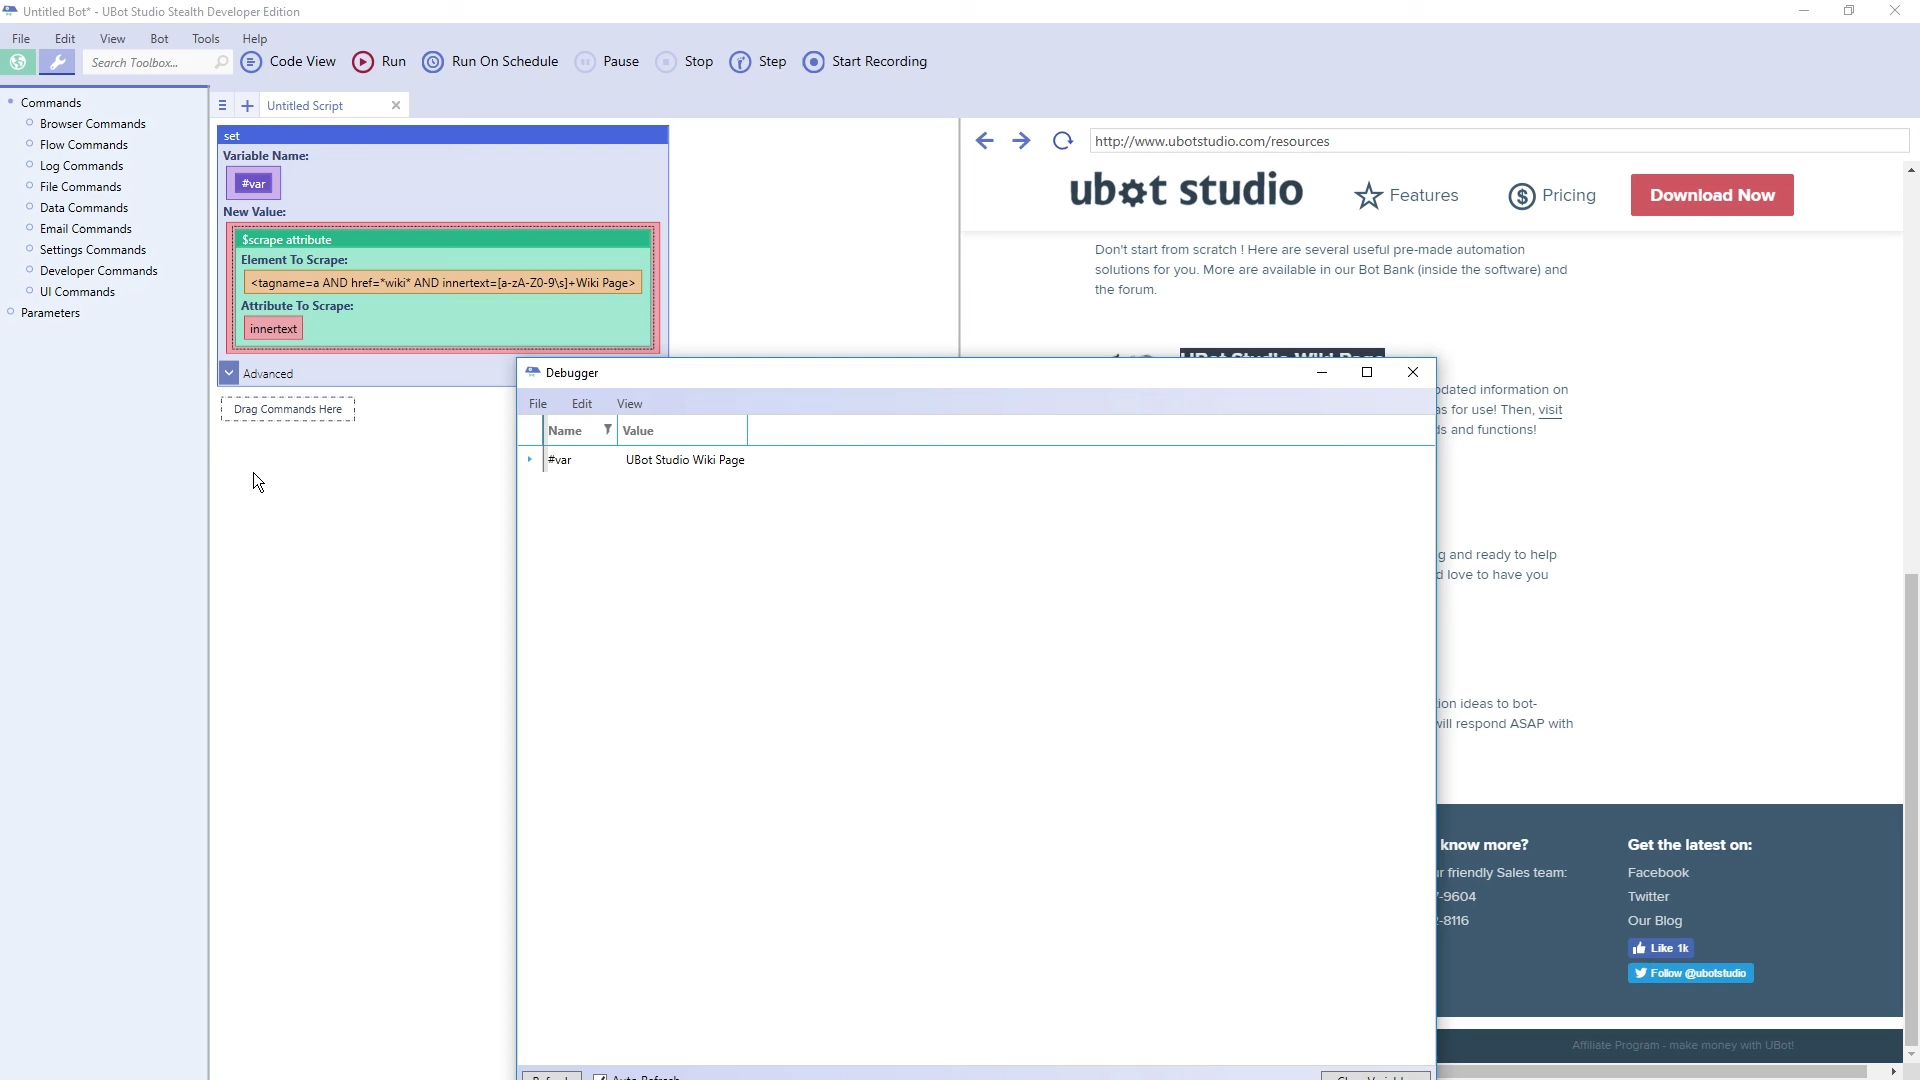 Untitled Bot* - UBot Studio Stealth Developer Edition
File Edit View Bot Tools Help
Search Toolbox... Code View Run Run On Schedule Pause Stop Step Start Recording
Commands
Browser Commands
Flow Commands
Log Commands
File Commands
Data Commands
Email Commands
Settings Commands
Developer Commands
UI Commands
Parameters
Untitled Script
set
Variable Name:
#var
New Value:
$scrape attribute
Element To Scrape:
<tagname=a AND href=*wiki* AND innertext=[a-zA-Z0-9\s]+Wiki Page>
Attribute To Scrape:
innertext
Advanced
Drag Commands Here
http://www.ubotstudio.com/resources
ubot studio Features Pricing Download Now
Don't start from scratch ! Here are several useful pre-made automation
solutions for you. More are available in our Bot Bank (inside the software) and
the forum.
UBot Studio Wiki Page
Debugger
File Edit View
Name Value
#var UBot Studio Wiki Page
Auto Refresh
pdated information on
s for use! Then, visit
ds and functions!
g and ready to help
d love to have you
ion ideas to bot-
will respond ASAP with
know more?
ur friendly Sales team:
-9604
-8116
Get the latest on:
Facebook
Twitter
Our Blog
Like 1k
Follow @ubotstudio
Affiliate Program - make money with UBot!